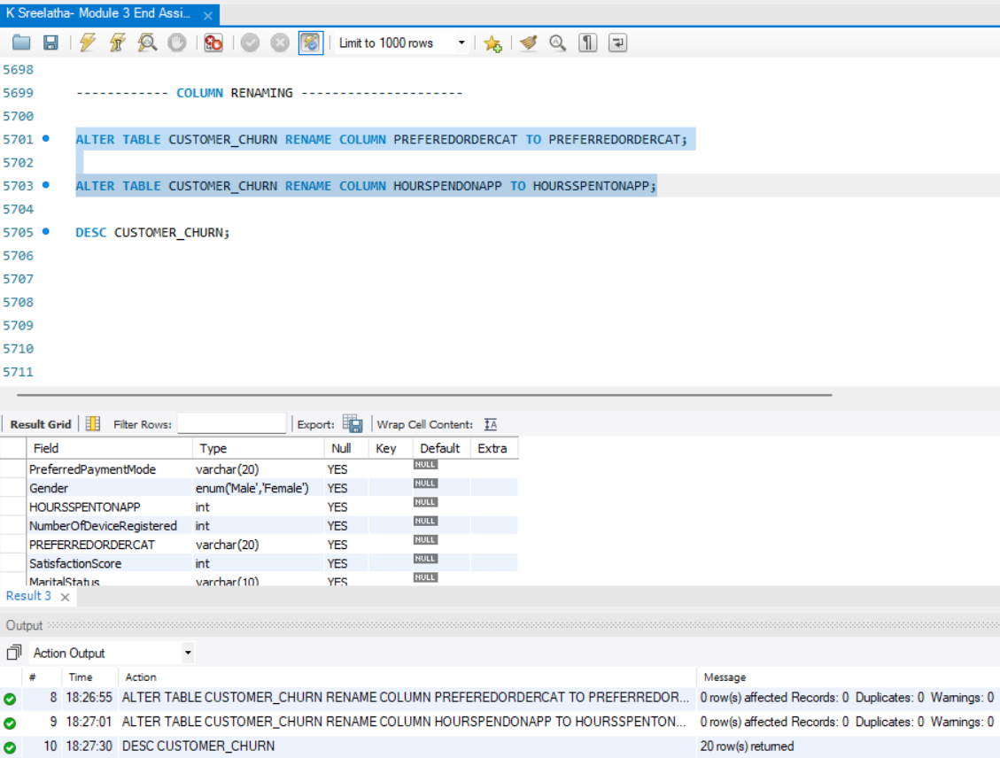 K Sreelatha- Module 3 End Assi...
Limit to 1000 rows
5698
5699 ------------ COLUMN RENAMING ---------------------
5700
5701 ALTER TABLE CUSTOMER_CHURN RENAME COLUMN PREFEREDORDERCAT TO PREFERREDORDERCAT;
5702
5703 ALTER TABLE CUSTOMER_CHURN RENAME COLUMN HOURSPENDONAPP TO HOURSSPENTONAPP;
5704
5705 DESC CUSTOMER_CHURN;
5706
5707
5708
5709
5710
5711
Result Grid Filter Rows: Export: Wrap Cell Content:
Field Type Null Key Default Extra
PreferredPaymentMode varchar(20) YES NULL
Gender enum('Male','Female') YES NULL
HOURSSPENTONAPP int YES NULL
NumberOfDeviceRegistered int YES NULL
PREFERREDORDERCAT varchar(20) YES NULL
SatisfactionScore int YES NULL
MaritalStatus varchar(10) YES NULL
Result 3
Output
Action Output
# Time Action Message
8 18:26:55 ALTER TABLE CUSTOMER_CHURN RENAME COLUMN PREFEREDORDERCAT TO PREFERREDOR... 0 row(s) affected Records: 0 Duplicates: 0 Warnings: 0
9 18:27:01 ALTER TABLE CUSTOMER_CHURN RENAME COLUMN HOURSPENDONAPP TO HOURSSPENTON... 0 row(s) affected Records: 0 Duplicates: 0 Warnings: 0
10 18:27:30 DESC CUSTOMER_CHURN 20 row(s) returned